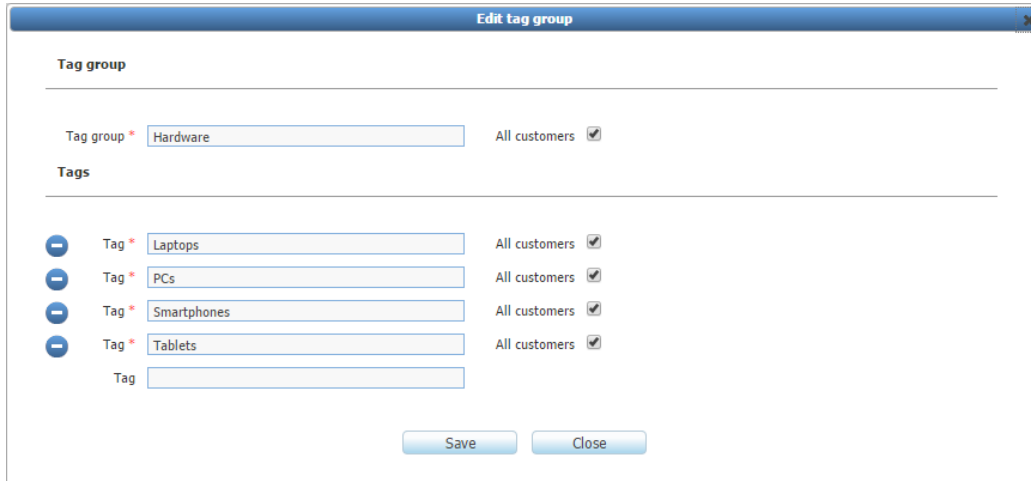 Edit tag group
Tag group
Tag group * Hardware All customers
Tags
Tag * Laptops All customers
Tag * PCs All customers
Tag * Smartphones All customers
Tag * Tablets All customers
Tag
Save Close